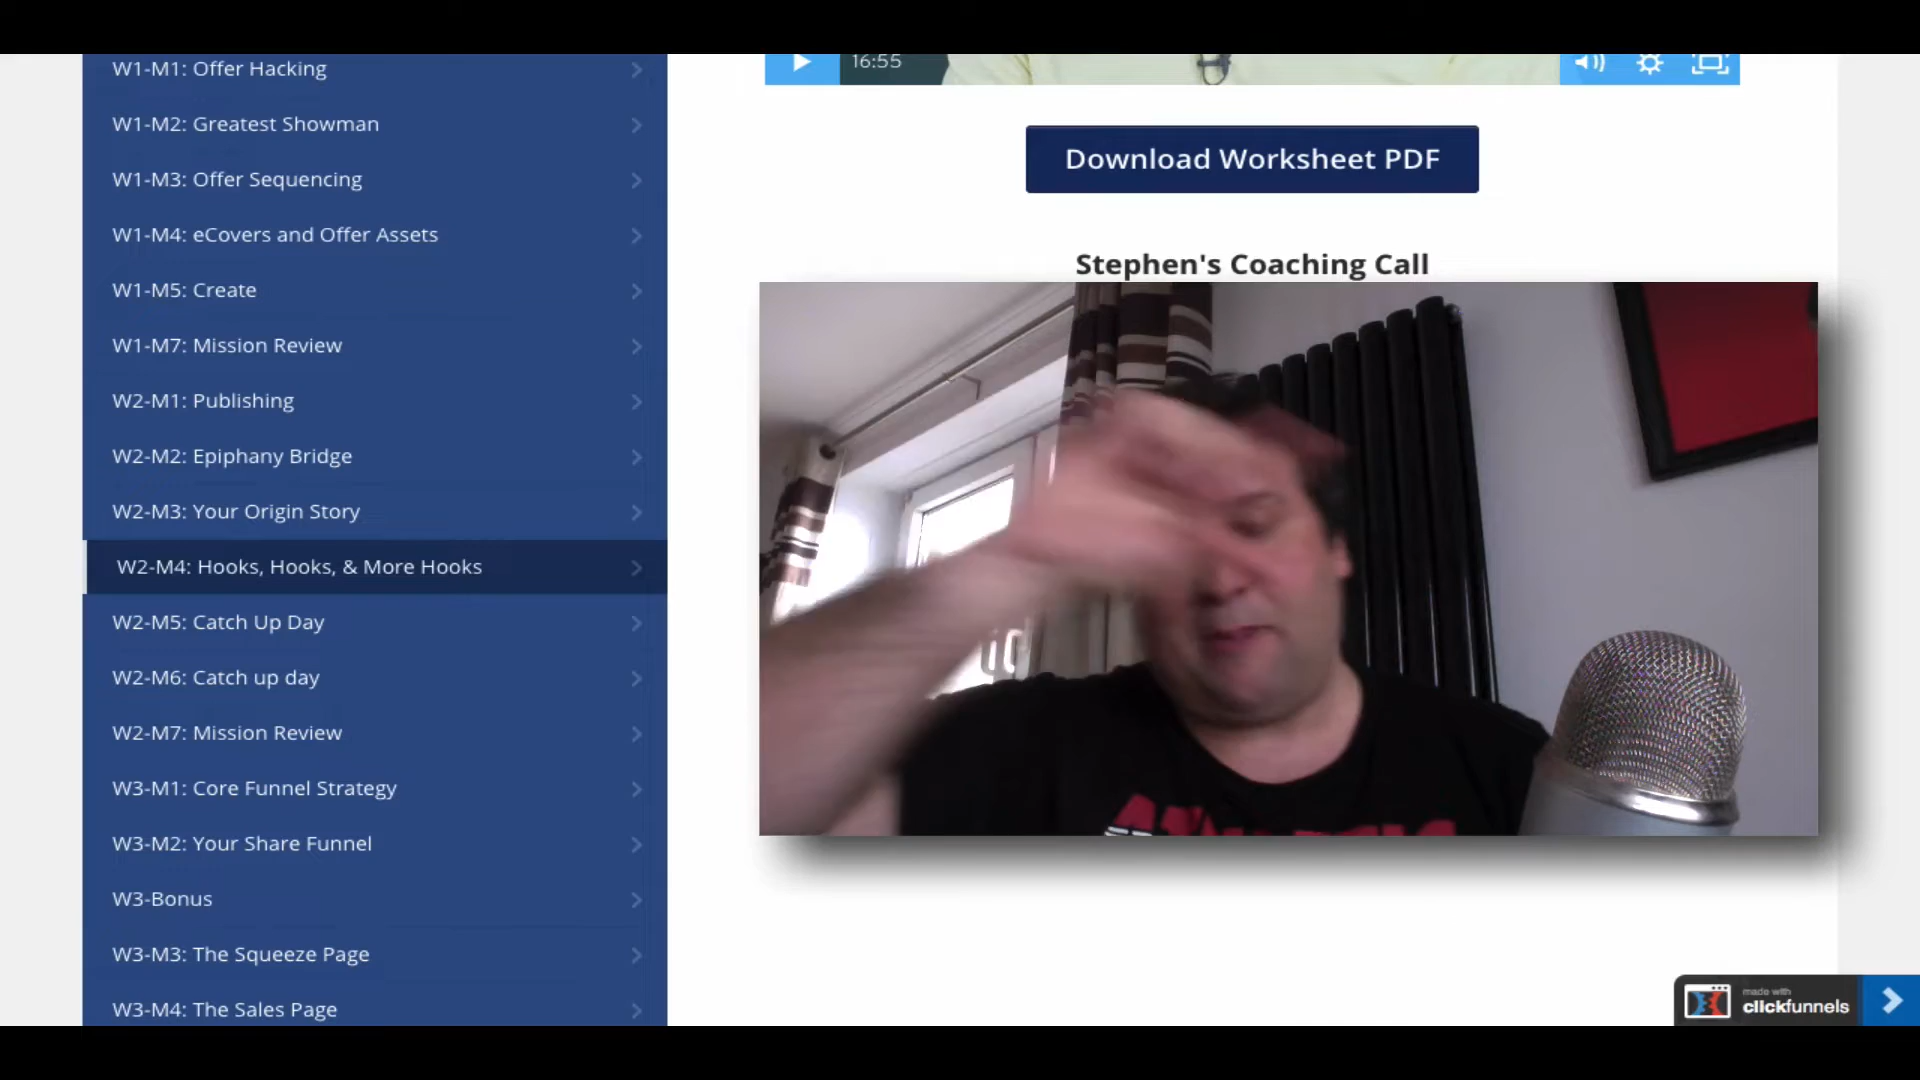 W1-M1: Offer Hacking
W1-M2: Greatest Showman
W1-M3: Offer Sequencing
W1-M4: eCovers and Offer Assets
W1-M5: Create
W1-M7: Mission Review
W2-M1: Publishing
W2-M2: Epiphany Bridge
W2-M3: Your Origin Story
W2-M4: Hooks, Hooks, & More Hooks
W2-M5: Catch Up Day
W2-M6: Catch up day
W2-M7: Mission Review
W3-M1: Core Funnel Strategy
W3-M2: Your Share Funnel
W3-Bonus
W3-M3: The Squeeze Page
W3-M4: The Sales Page
16:55
Download Worksheet PDF
Stephen's Coaching Call
made with
clickfunnels